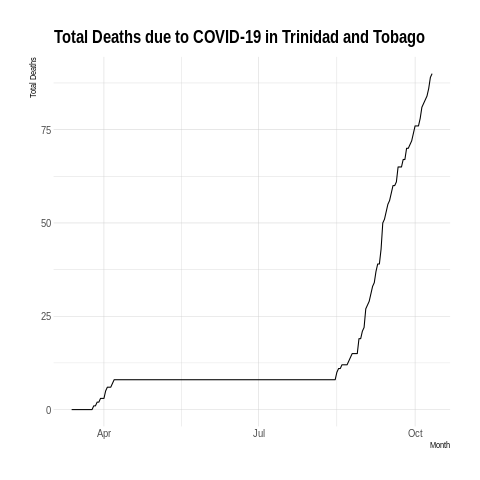 Total Deaths due to COVID-19 in Trinidad and Tobago
Total Deaths
75
50
25
0
Apr Jul Oct
Month